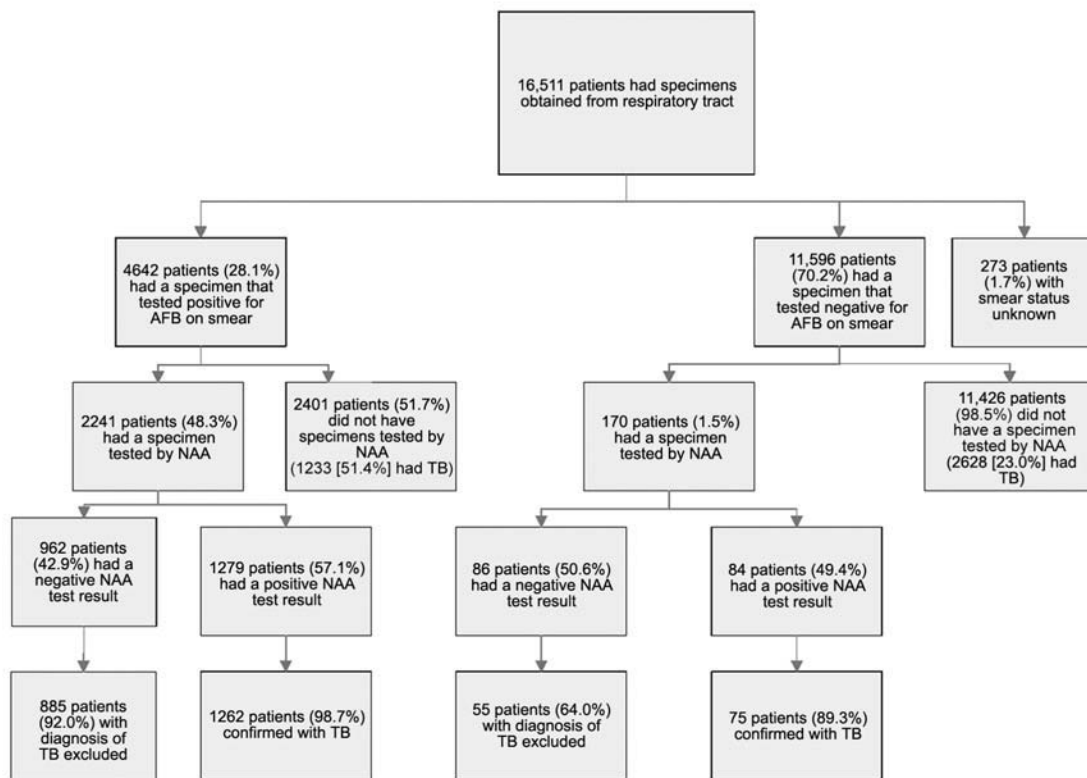 16,511 patients had specimens
obtained from respiratory tract
4642 patients (28.1%)
had a specimen that
tested positive for
AFB on smear
11,596 patients
(70.2%) had a
specimen that
tested negative for
AFB on smear
273 patients
(1.7%) with
smear status
unknown
2241 patients (48.3%)
had a specimen
tested by NAA
2401 patients (51.7%)
did not have
specimens tested by
NAA
(1233 [51.4%] had TB)
170 patients (1.5%)
had a specimen
tested by NAA
11,426 patients
(98.5%) did not
have a specimen
tested by NAA
(2628 [23.0%] had
TB)
962 patients
(42.9%) had a
negative NAA
test result
1279 patients (57.1%)
had a positive NAA
test result
86 patients (50.6%)
had a negative NAA
test result
84 patients (49.4%)
had a positive NAA
test result
885 patients
(92.0%) with
diagnosis of
TB excluded
1262 patients (98.7%)
confirmed with TB
55 patients (64.0%)
with diagnosis of
TB excluded
75 patients (89.3%)
confirmed with TB